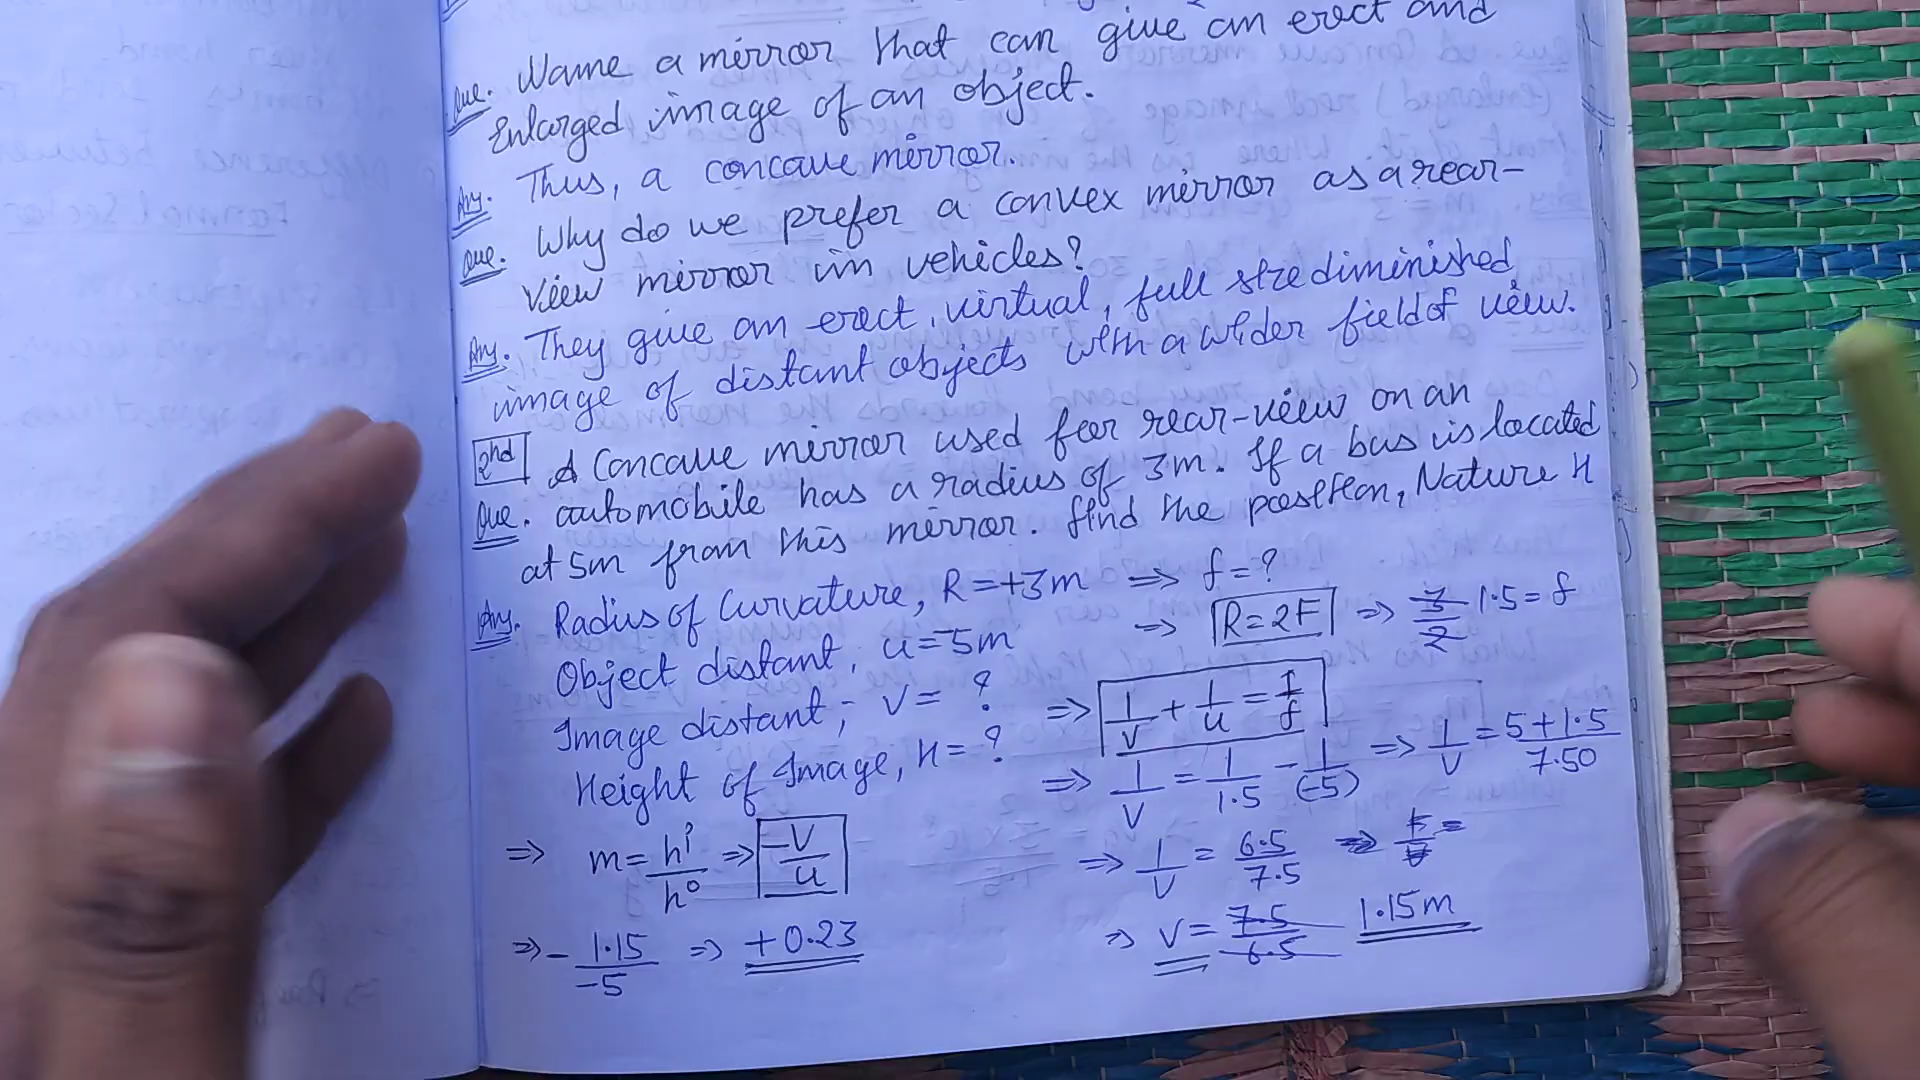 Que. Name a mirror that can give an erect and
Enlarged image of an object.
Ans. Thus, a concave mirror.
Que. Why do we prefer a convex mirror as a rear-
view mirror in vehicles?
Ans. They give an erect, virtual, full size diminished
image of distant objects with a wider field of view.
2nd A Concave mirror used for rear-view on an
Que. automobile has a radius of 3m. If a bus is located
at 5m from this mirror. find the position, Nature H
Ans. Radius of Curvature, R = +3m ⇒ f = ?
Object distant, u = -5m ⇒ R = 2F ⇒ 3/2 1.5 = f
Image distant, v = ? ⇒ 1/v + 1/u = 1/f
Height of Image, H = ? ⇒ 1/v = 1/1.5 - 1/(-5) ⇒ 1/v = 5+1.5/7.50
⇒ m = hi/ho ⇒ -v/u
⇒ 1/v = 6.5/7.5 ⇒
⇒ - 1.15/-5 ⇒ +0.23
⇒ v = 7.5/6.5 1.15m